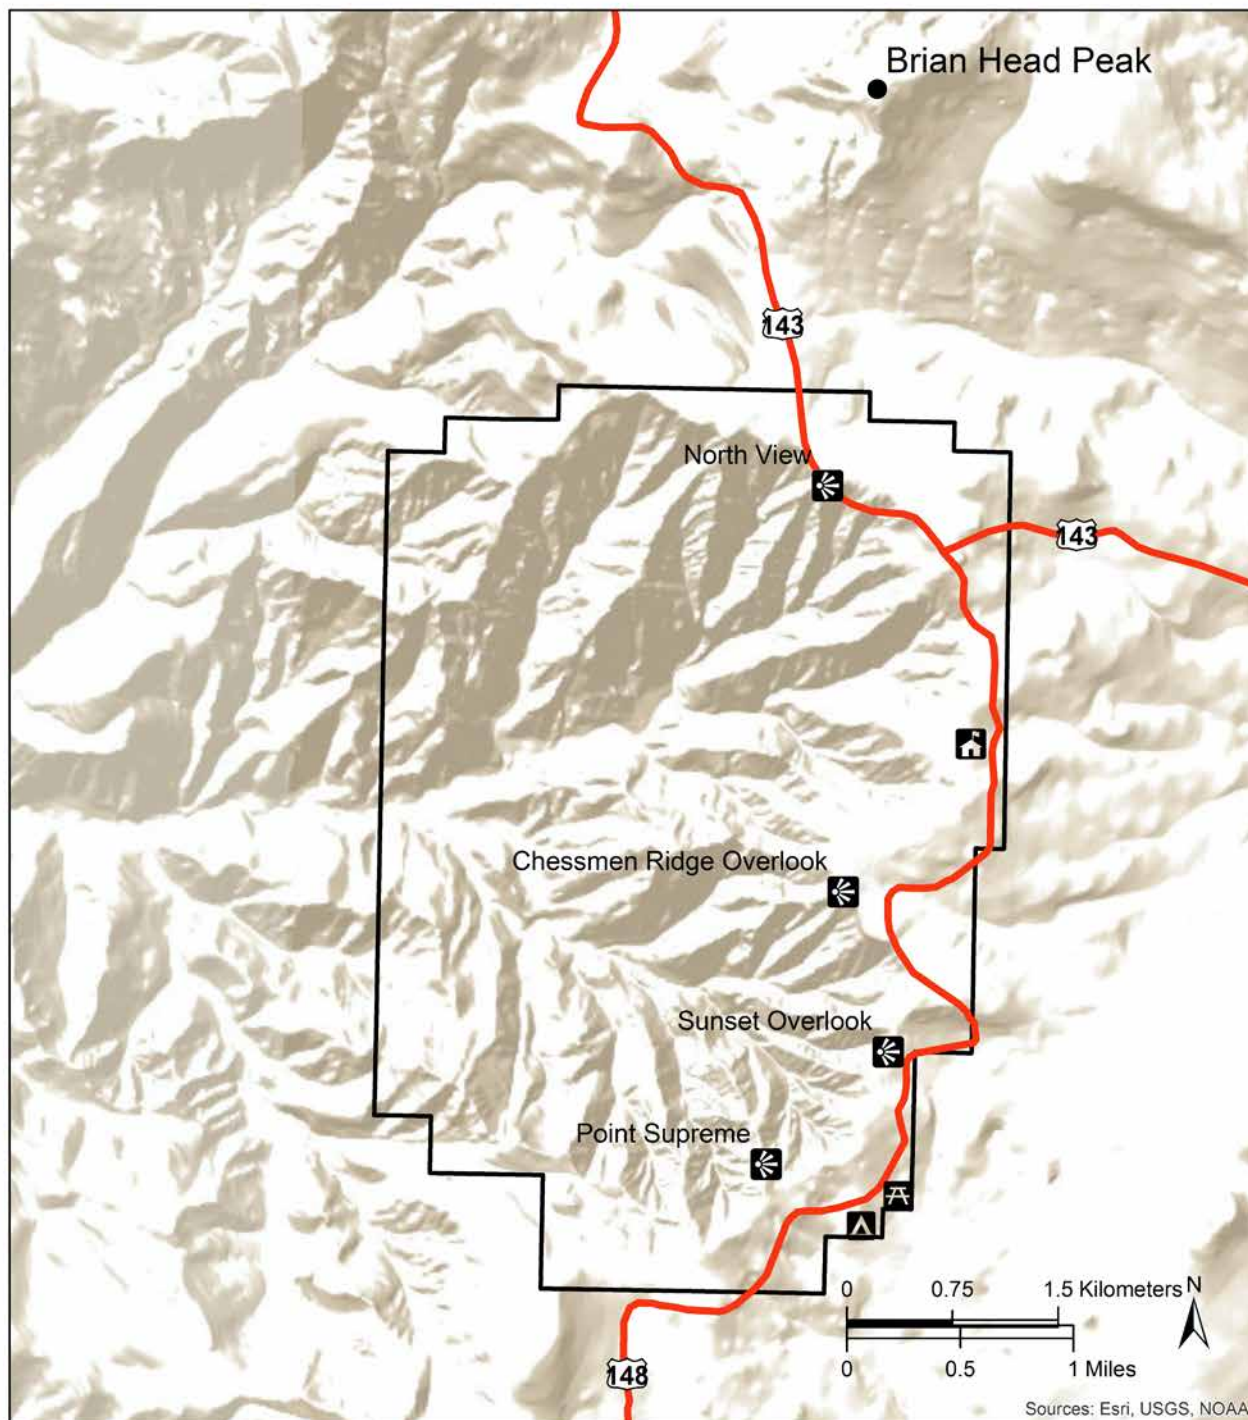 Brian Head Peak
143
North View
143
Chessmen Ridge Overlook
Sunset Overlook
Point Supreme
0 0.75 1.5 Kilometers
N
0 0.5 1 Miles
148
Sources: Esri, USGS, NOAA